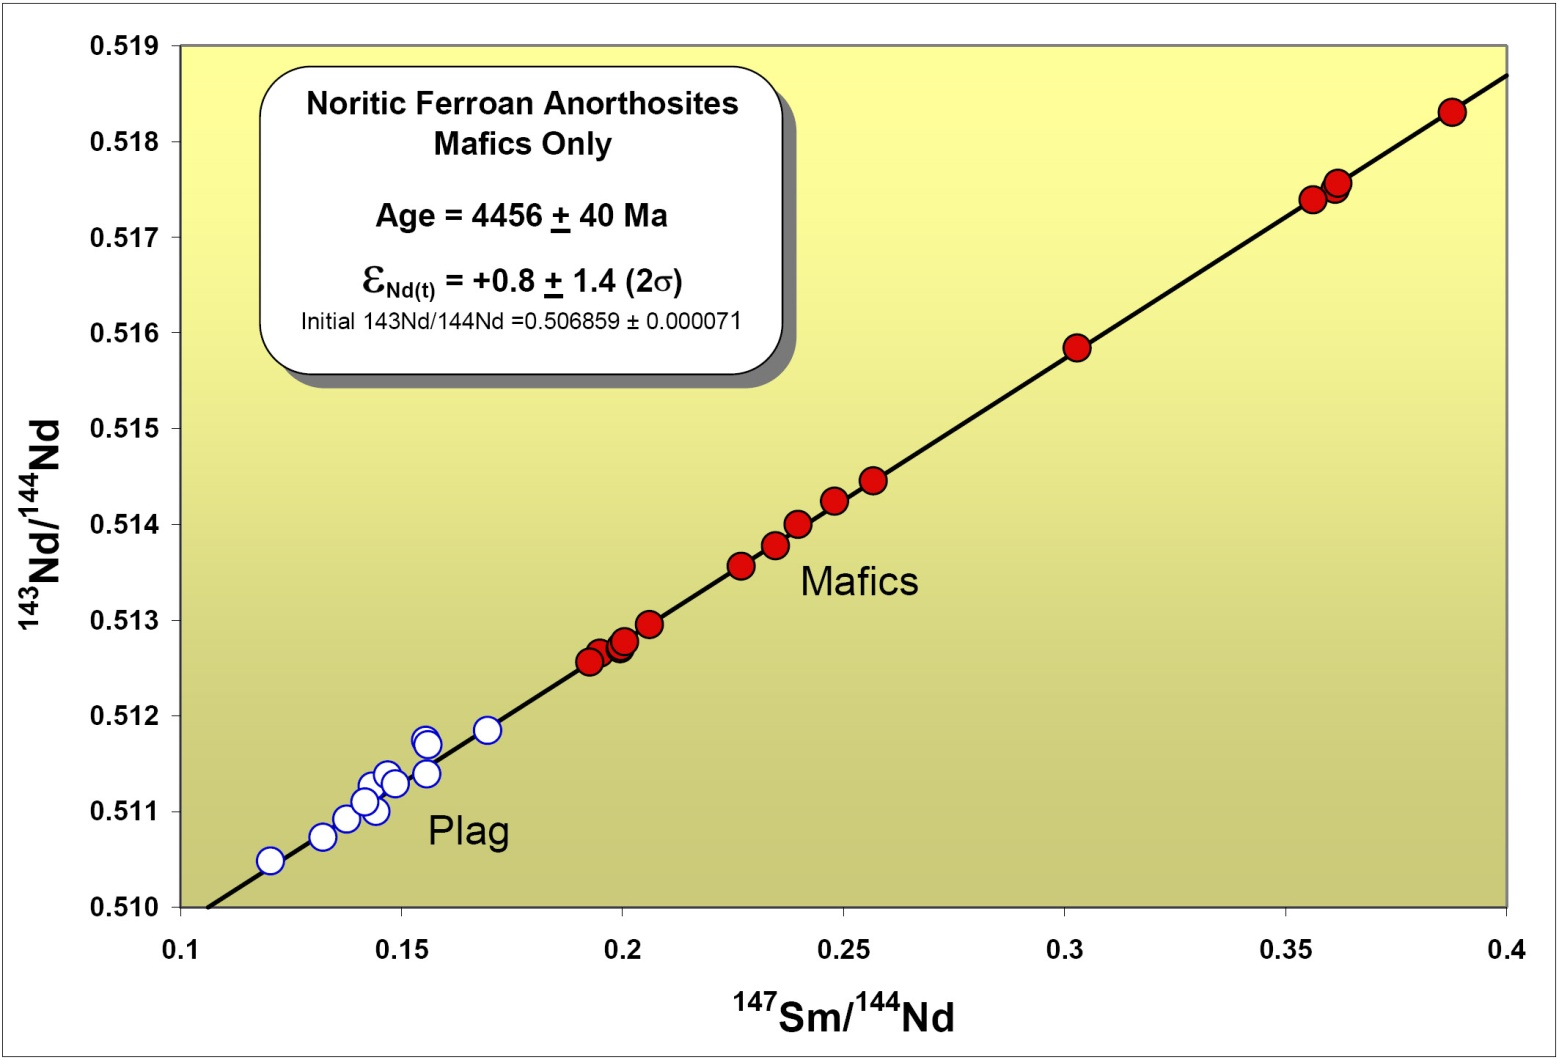 0.519
0.518
0.517
0.516
0.515
0.514
0.513
0.512
0.511
0.510
143Nd/144Nd
Noritic Ferroan Anorthosites
Mafics Only
Age = 4456 ± 40 Ma
εNd(t) = +0.8 ± 1.4 (2σ)
Initial 143Nd/144Nd =0.506859 ± 0.000071
Mafics
Plag
0.1 0.15 0.2 0.25 0.3 0.35 0.4
147Sm/144Nd